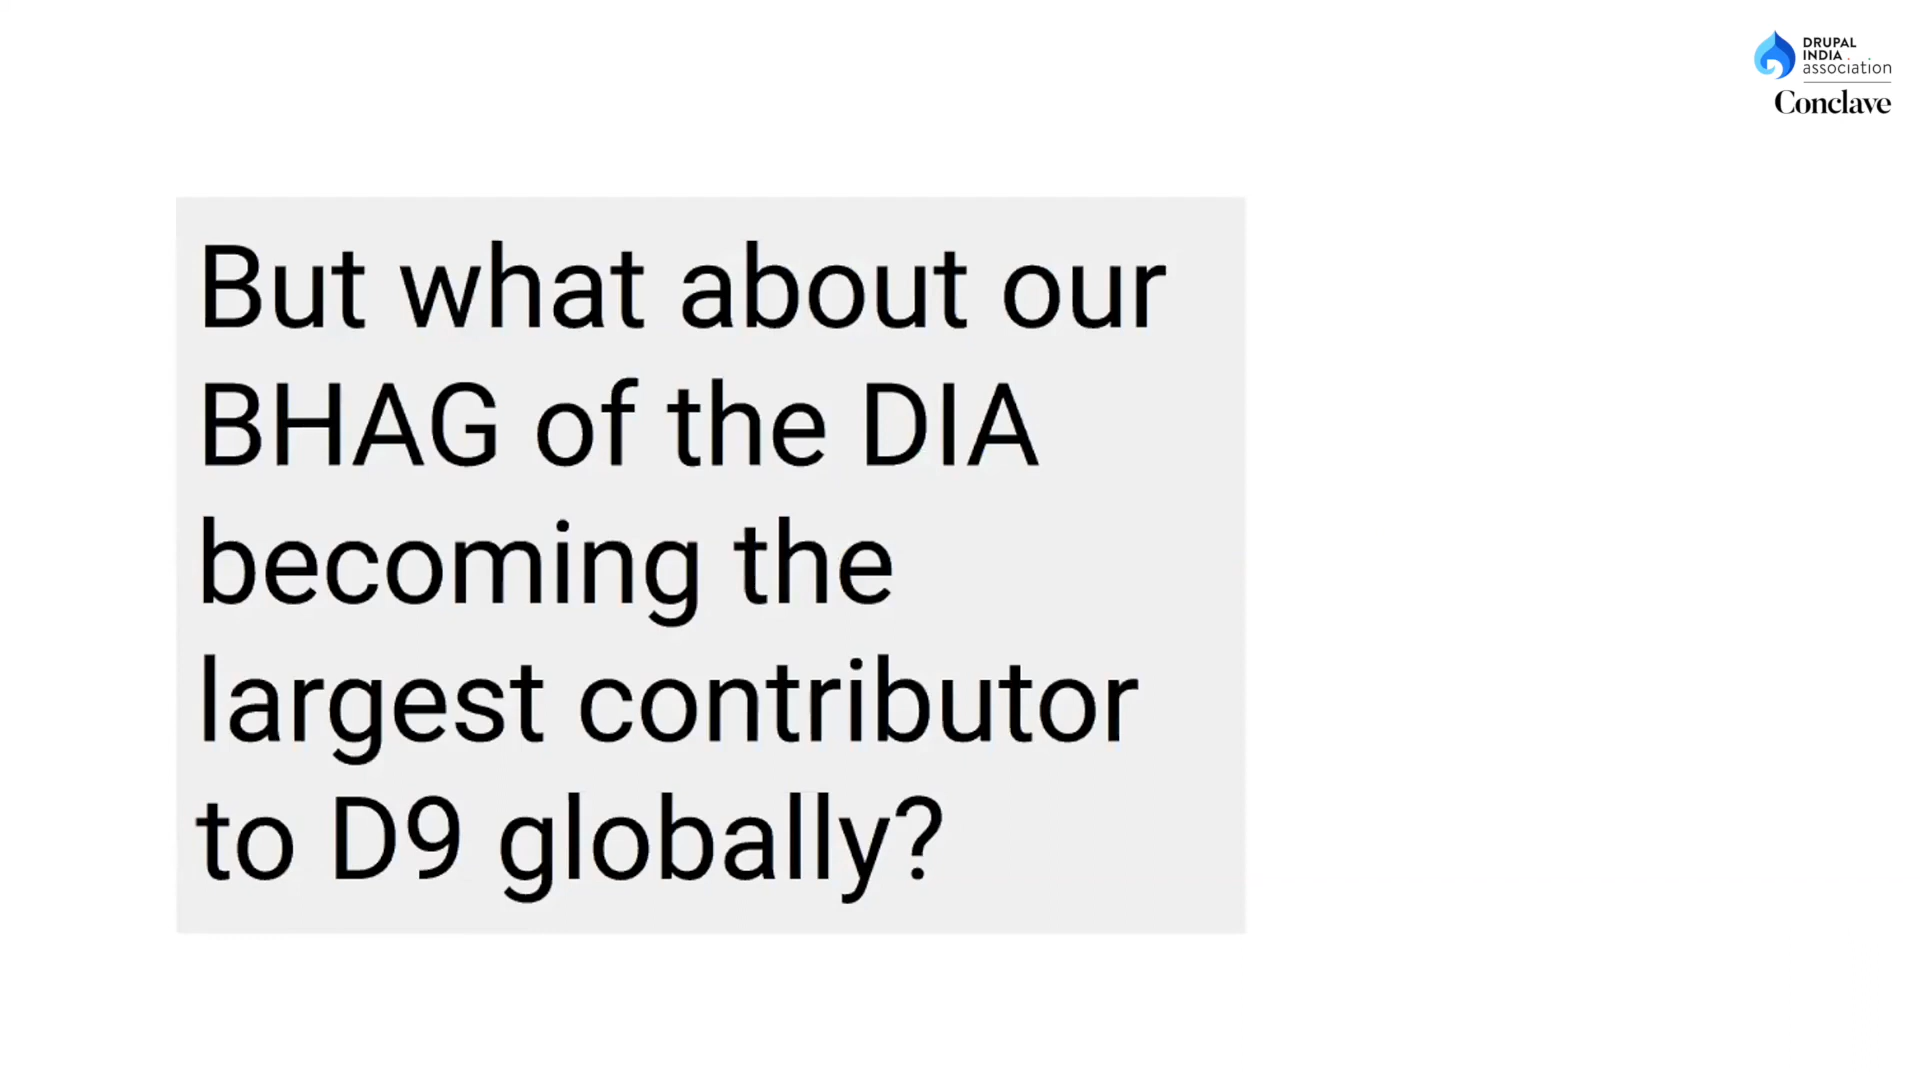 DRUPAL
INDIA
association
Conclave
But what about our
BHAG of the DIA
becoming the
largest contributor
to D9 globally?